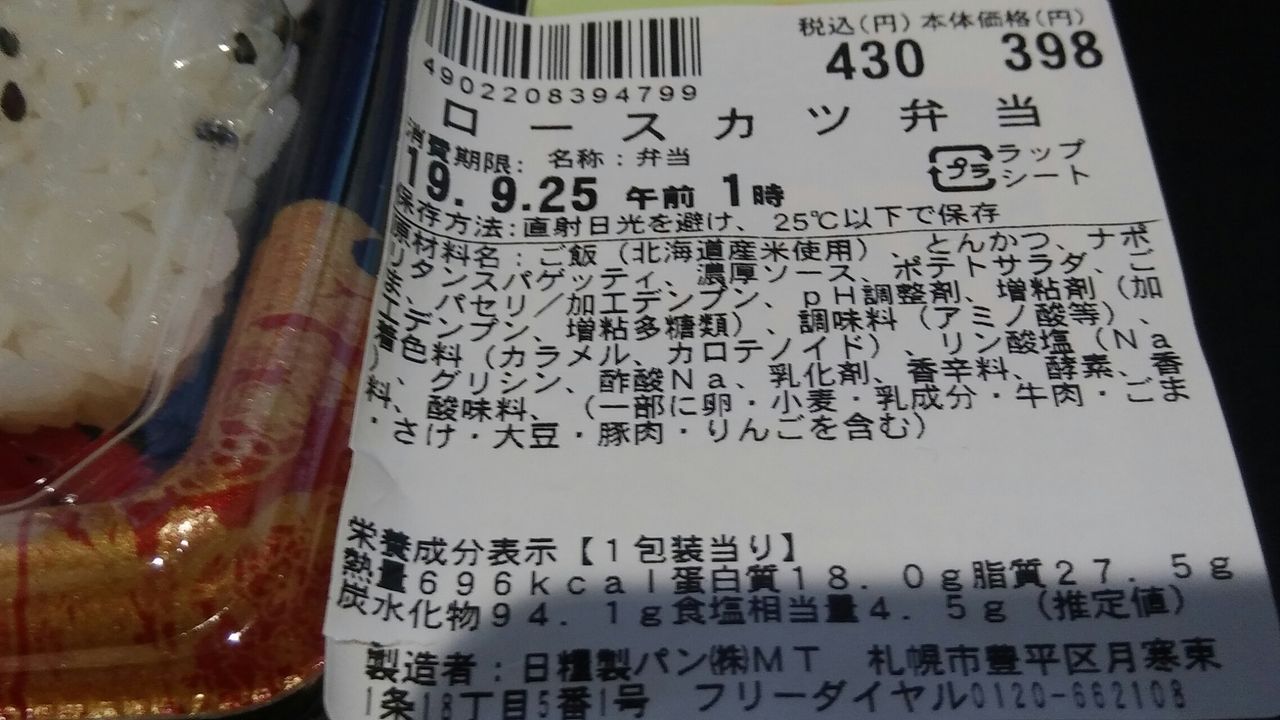 税込(円) 本体価格(円)
430 398
4902208394799
ロースカツ弁当
消費期限: 名称:弁当
プラ ラップ
シート
19. 9.25 午前 1時
保存方法:直射日光を避け、25℃以下で保存
原材料名:ご飯(北海道産米使用)、とんかつ、ナポ
リタンスパゲッティ、濃厚ソース、ポテトサラダ、ご
ま、パセリ/加工デンプン、pH調整剤、増粘剤(加
工デンプン、増粘多糖類)、調味料(アミノ酸等)、
着色料(カラメル、カロテノイド)、リン酸塩(Na
)、グリシン、酢酸Na、乳化剤、香辛料、酵素、香
料、酸味料、(一部に卵・小麦・乳成分・牛肉・ごま
・さけ・大豆・豚肉・りんごを含む)
栄養成分表示【1包装当り】
熱量696kcal蛋白質18.0g脂質27.5g
炭水化物94.1g食塩相当量4.5g(推定値)
製造者:日糧製パン㈱MT 札幌市豊平区月寒東
1条18丁目5番1号 フリーダイヤル0120-662108